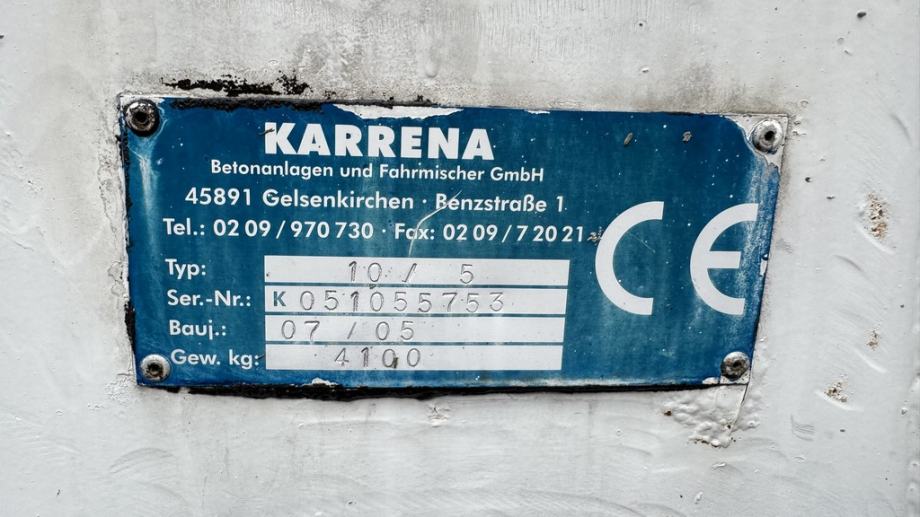 KARRENA
Betonanlagen und Fahrmischer GmbH
45891 Gelsenkirchen · Benzstraße 1
Tel.: 02 09 / 970 730 · Fax: 02 09 / 7 20 21
CE
Typ: 10 / 5
Ser.-Nr.: K 051055753
Bauj.: 07 / 05
Gew. kg: 4100